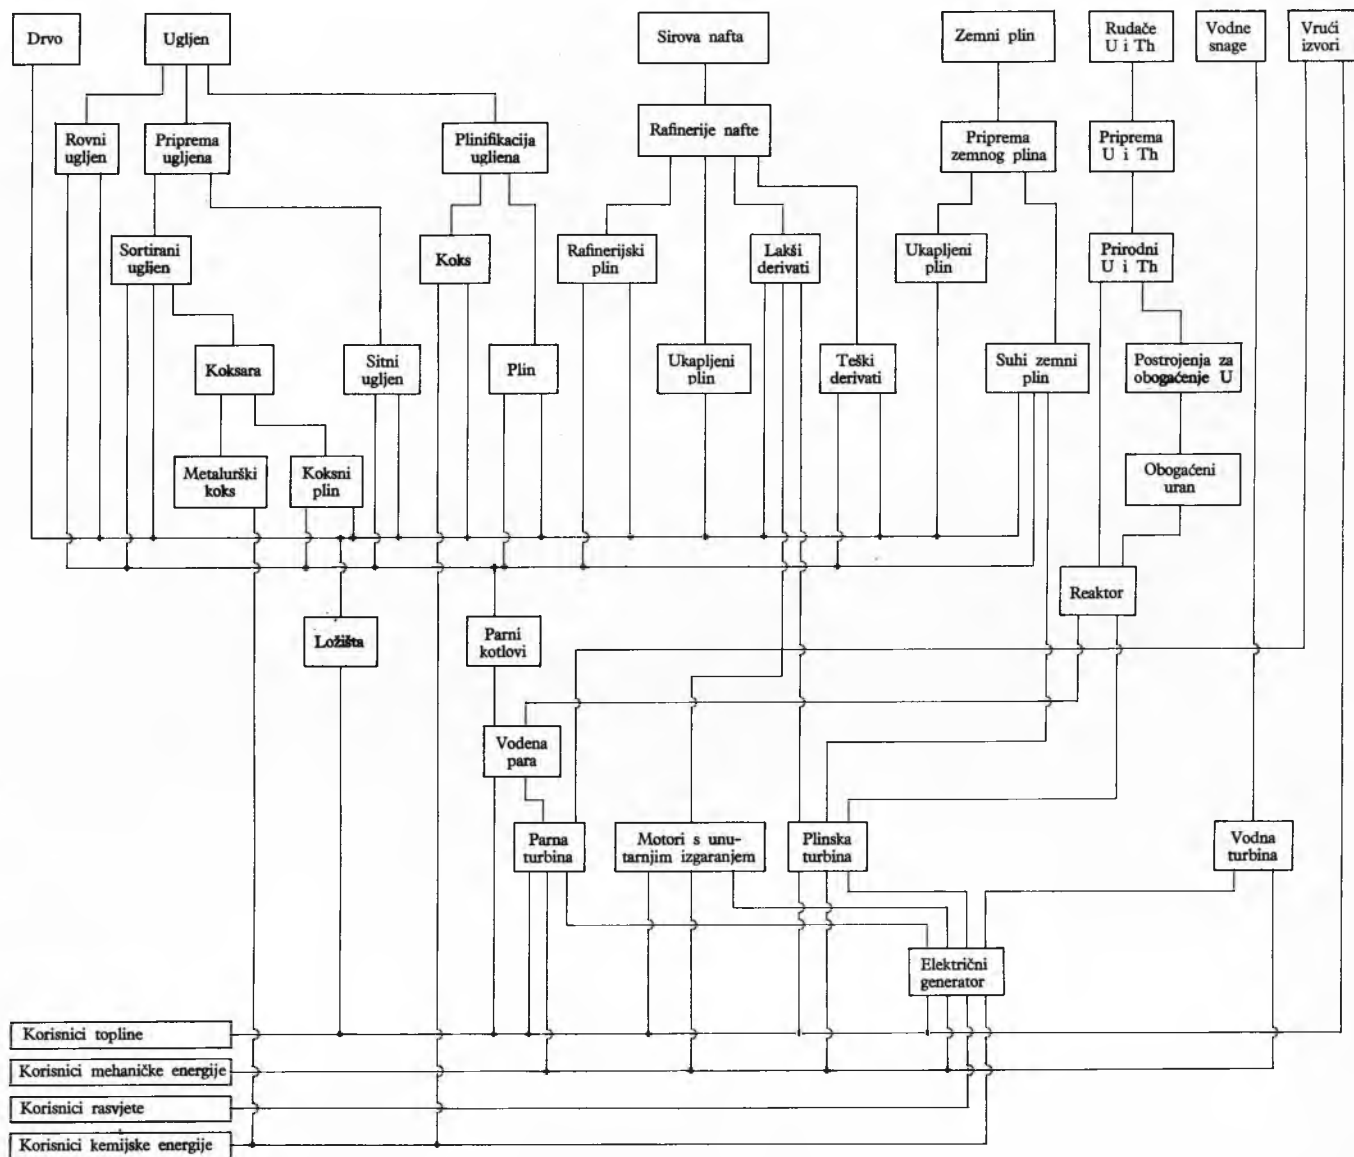 Drvo
Ugljen
Sirova nafta
Zemni plin
Rudače
U i Th
Vodne
snage
Vrući
izvori
Rovni
ugljen
Priprema
ugljena
Plinifikacija
ugliena
Rafinerije nafte
Priprema
zemnog plina
Priprema
U i Th
Sortirani
ugljen
Koks
Rafinerijski
plin
Lakši
derivati
Ukapljeni
plin
Prirodni
U i Th
Koksara
Sitni
ugljen
Plin
Ukapljeni
plin
Teški
derivati
Suhi zemni
plin
Postrojenja za
obogaćenje U
Metalurški
koks
Koksni
plin
Obogaćeni
uran
Reaktor
Ložišta
Parni
kotlovi
Vodena
para
Parna
turbina
Motori s unu-
tarnjim izgaranjem
Plinska
turbina
Vodna
turbina
Električni
generator
Korisnici topline
Korisnici mehaničke energije
Korisnici rasvjete
Korisnici kemijske energije